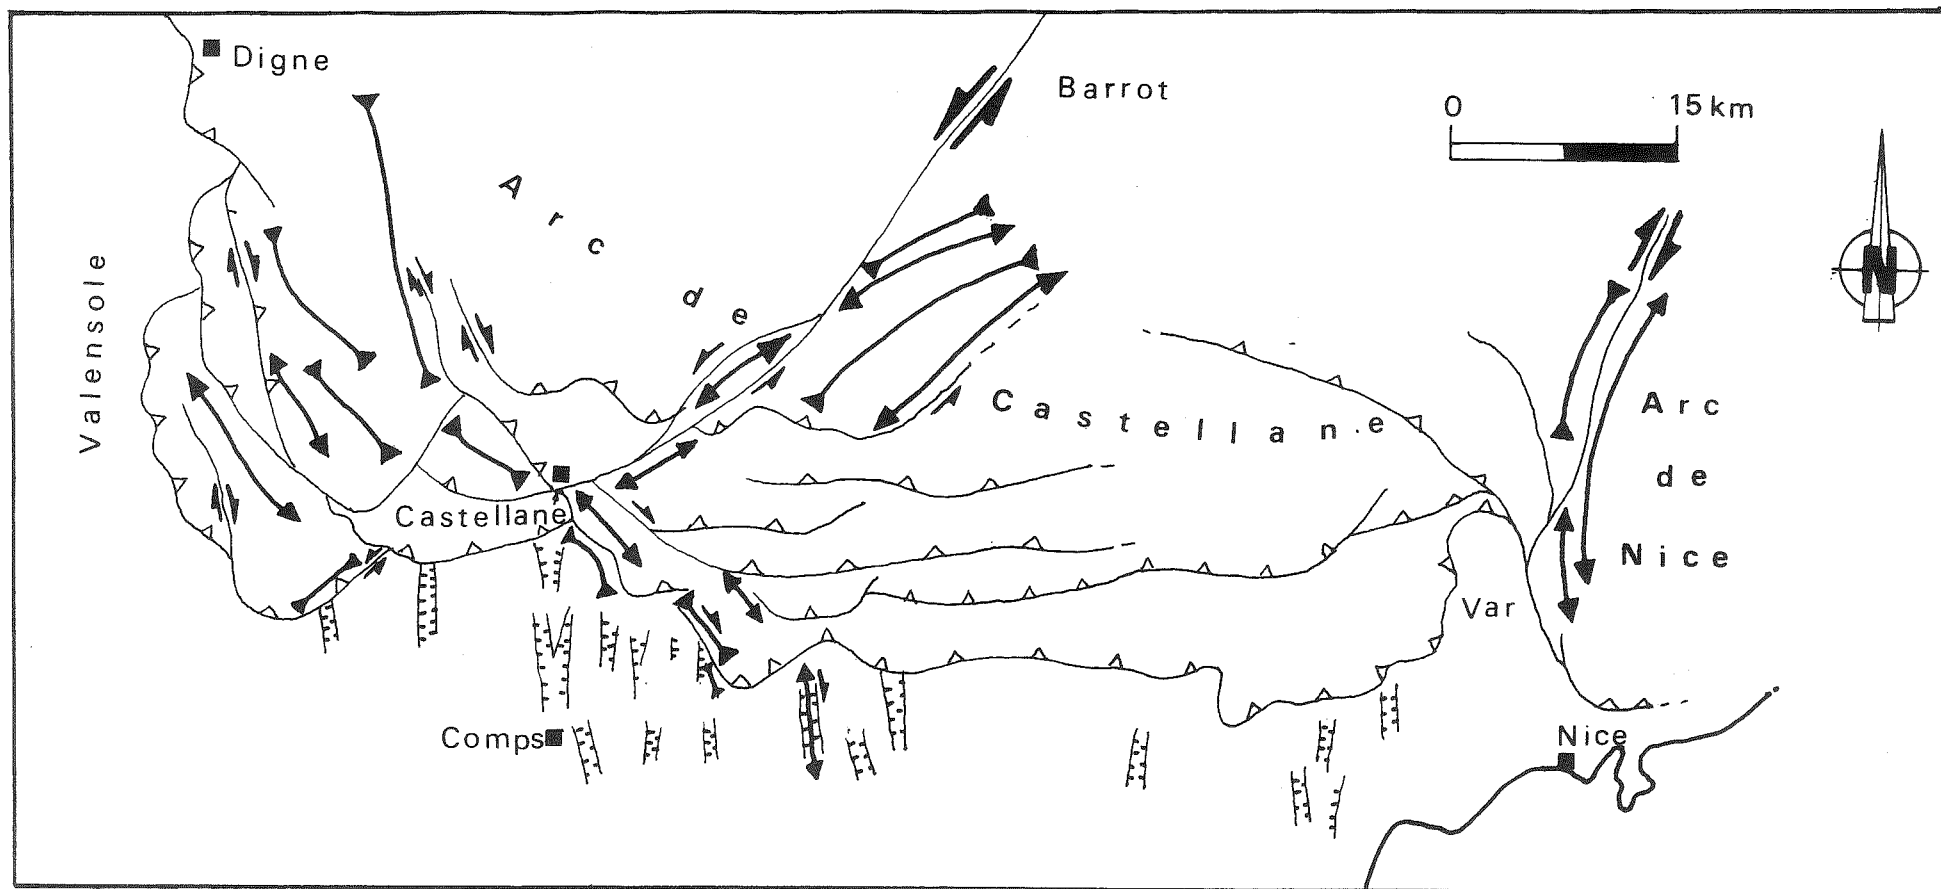 Digne
Barrot
0 15 km
N
Arc de Castellane
Valensole
Arc
de
Nice
Castellane
Var
Comps
Nice